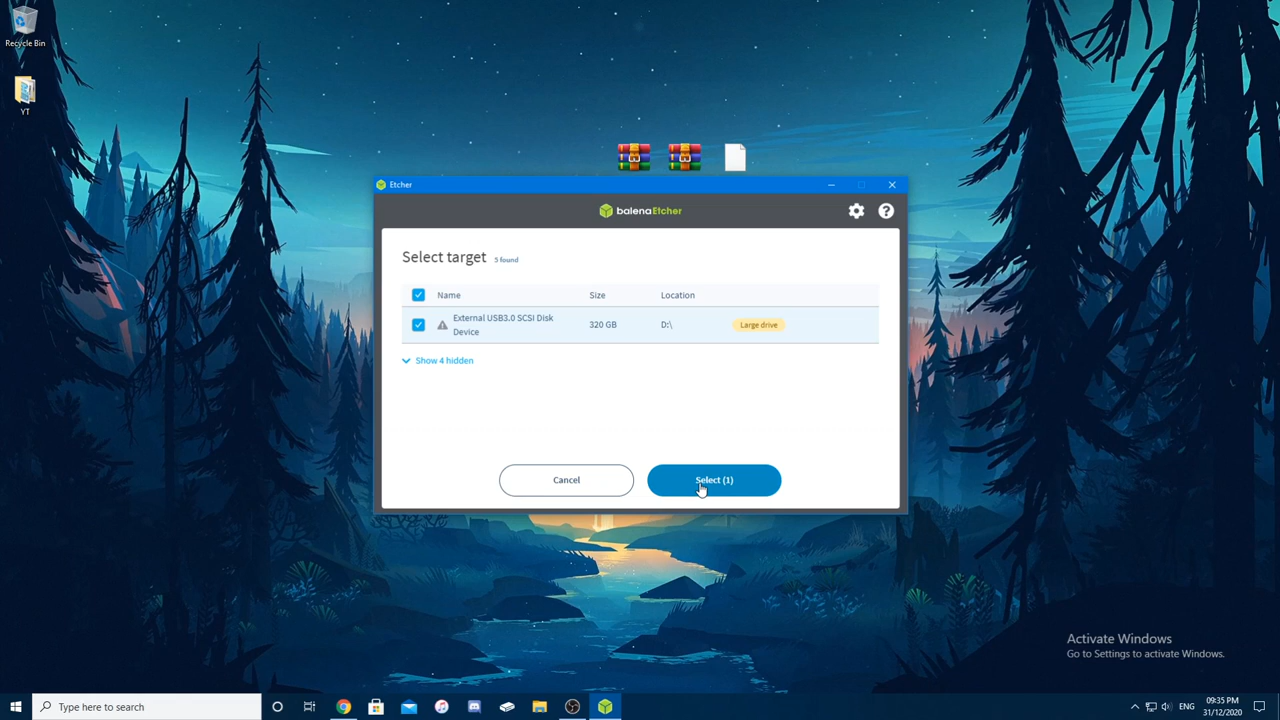 Recycle Bin
YT
Etcher
balenaEtcher
Select target 5 found
Name Size Location
External USB3.0 SCSI Disk
Device
320 GB D:\ Large drive
Show 4 hidden
Cancel Select (1)
Activate Windows
Go to Settings to activate Windows.
Type here to search
ENG
09:35 PM
31/12/2020